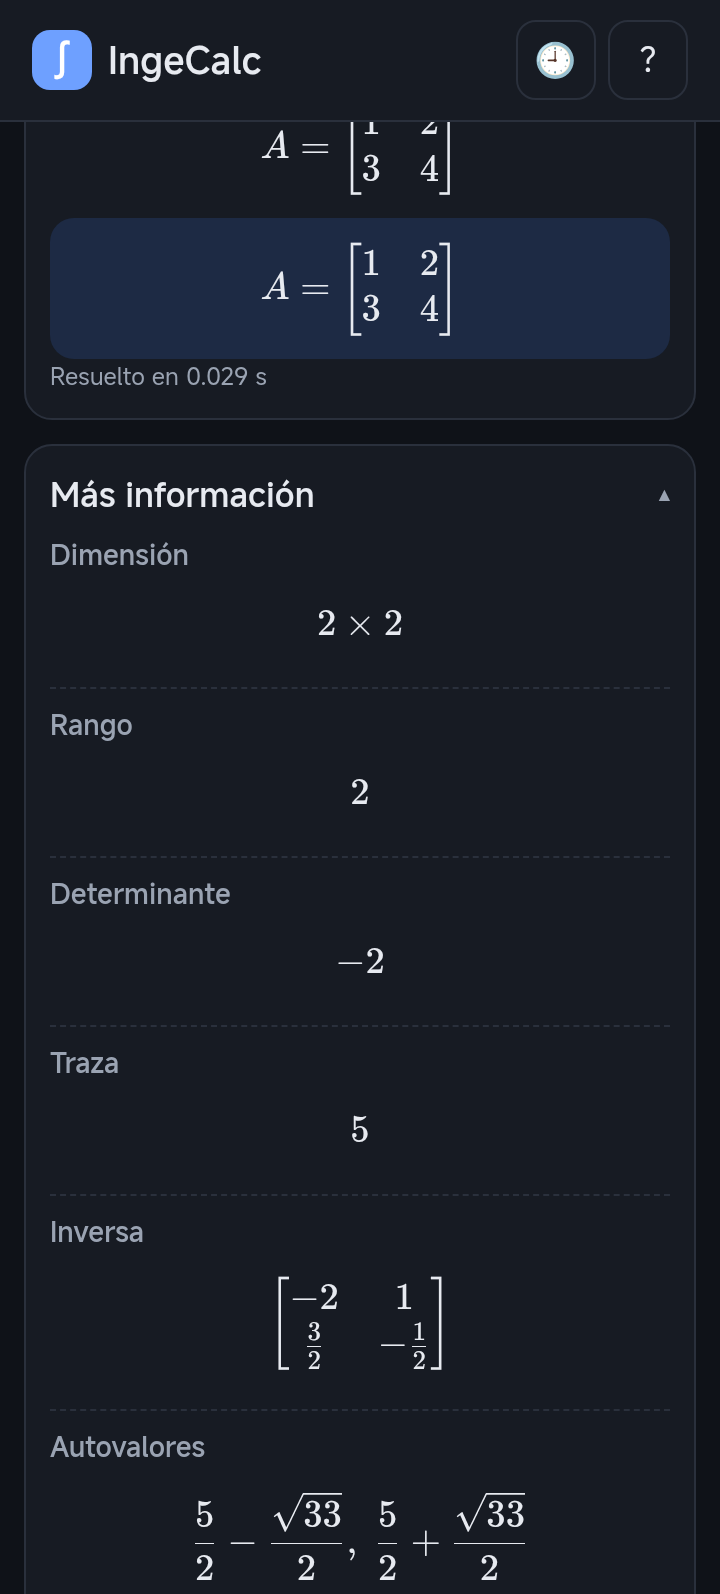 ∫ IngeCalc ?
A = [1 2
3 4]
A = [1 2
3 4]
Resuelto en 0.029 s
Más información ▲
Dimensión
2 × 2
Rango
2
Determinante
−2
Traza
5
Inversa
[−2 1
3/2 −1/2]
Autovalores
5/2 − √33/2, 5/2 + √33/2